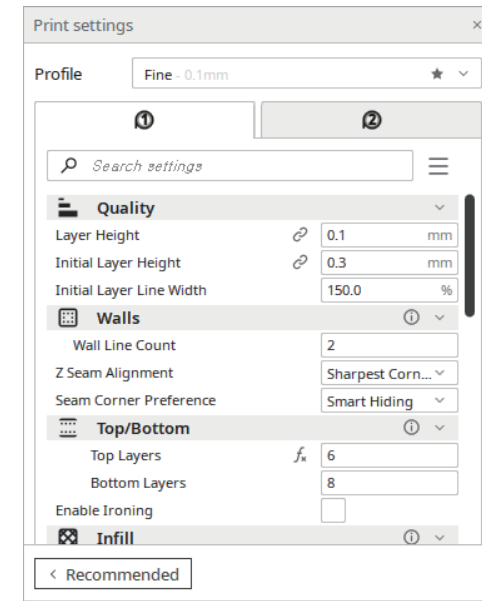 Print settings ×
Profile Fine - 0.1mm
1 2
Search settings
Quality
Layer Height 0.1 mm
Initial Layer Height 0.3 mm
Initial Layer Line Width 150.0 %
Walls
Wall Line Count 2
Z Seam Alignment Sharpest Corn...
Seam Corner Preference Smart Hiding
Top/Bottom
Top Layers fx 6
Bottom Layers 8
Enable Ironing
Infill
< Recommended